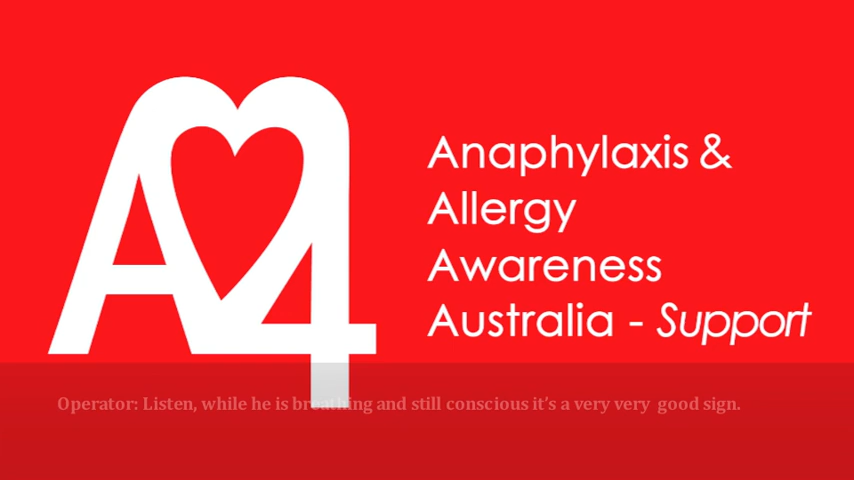 A4
Anaphylaxis &
Allergy
Awareness
Australia - Support
Operator: Listen, while he is breathing and still conscious it's a very very good sign.